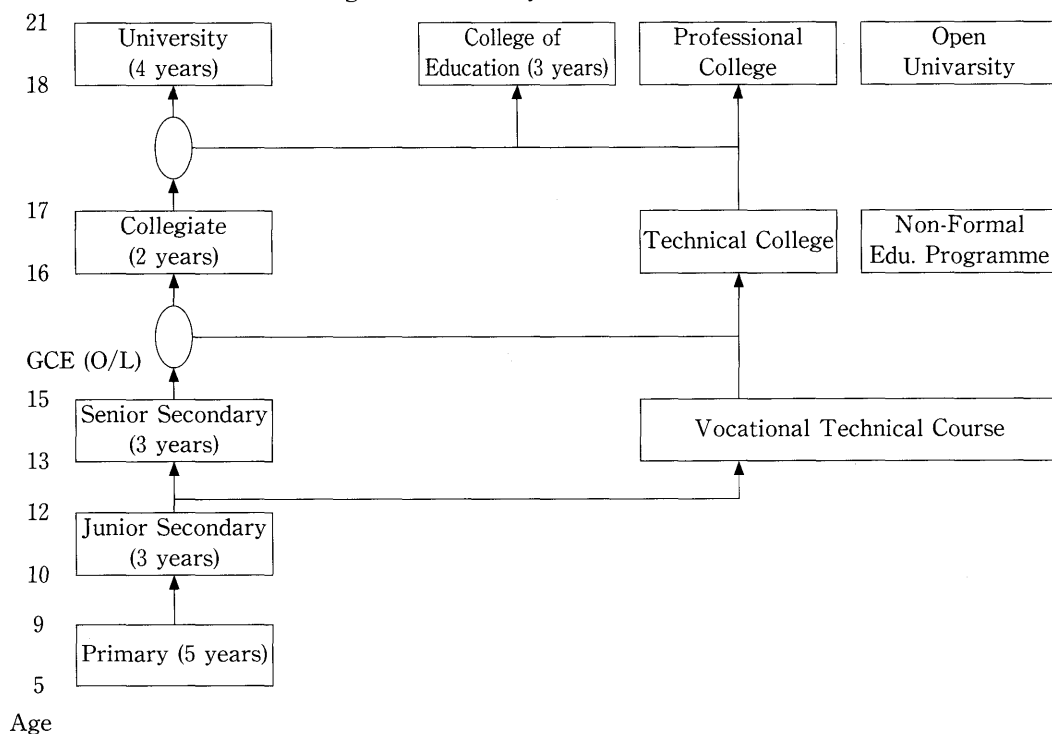 21
University
(4 years)
College of
Education (3 years)
Professional
College
Open
Univarsity
18
17
Collegiate
(2 years)
Technical College
Non-Formal
Edu. Programme
16
GCE (O/L)
15
Senior Secondary
(3 years)
Vocational Technical Course
13
12
Junior Secondary
(3 years)
10
9
Primary (5 years)
5
Age